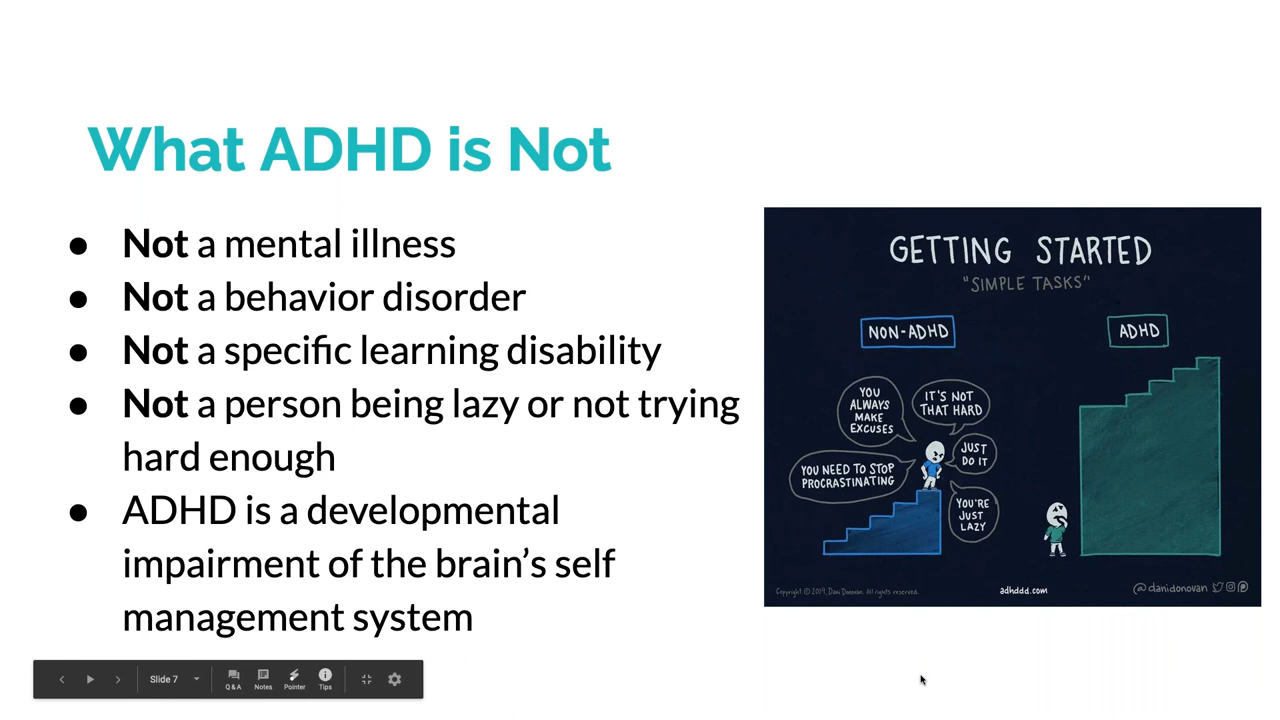 What ADHD is Not
● Not a mental illness
● Not a behavior disorder
● Not a specific learning disability
● Not a person being lazy or not trying
hard enough
● ADHD is a developmental
impairment of the brain’s self
management system
GETTING STARTED
"SIMPLE TASKS"
NON-ADHD
ADHD
YOU
ALWAYS
MAKE
EXCUSES
IT'S NOT
THAT HARD
JUST
DO IT
YOU NEED TO STOP
PROCRASTINATING
YOU'RE
JUST
LAZY
Copyright © 2019, Dani Donovan. All rights reserved.
adhddd.com
@danidonovan
Slide 7
Q&A
Notes
Pointer
Tips